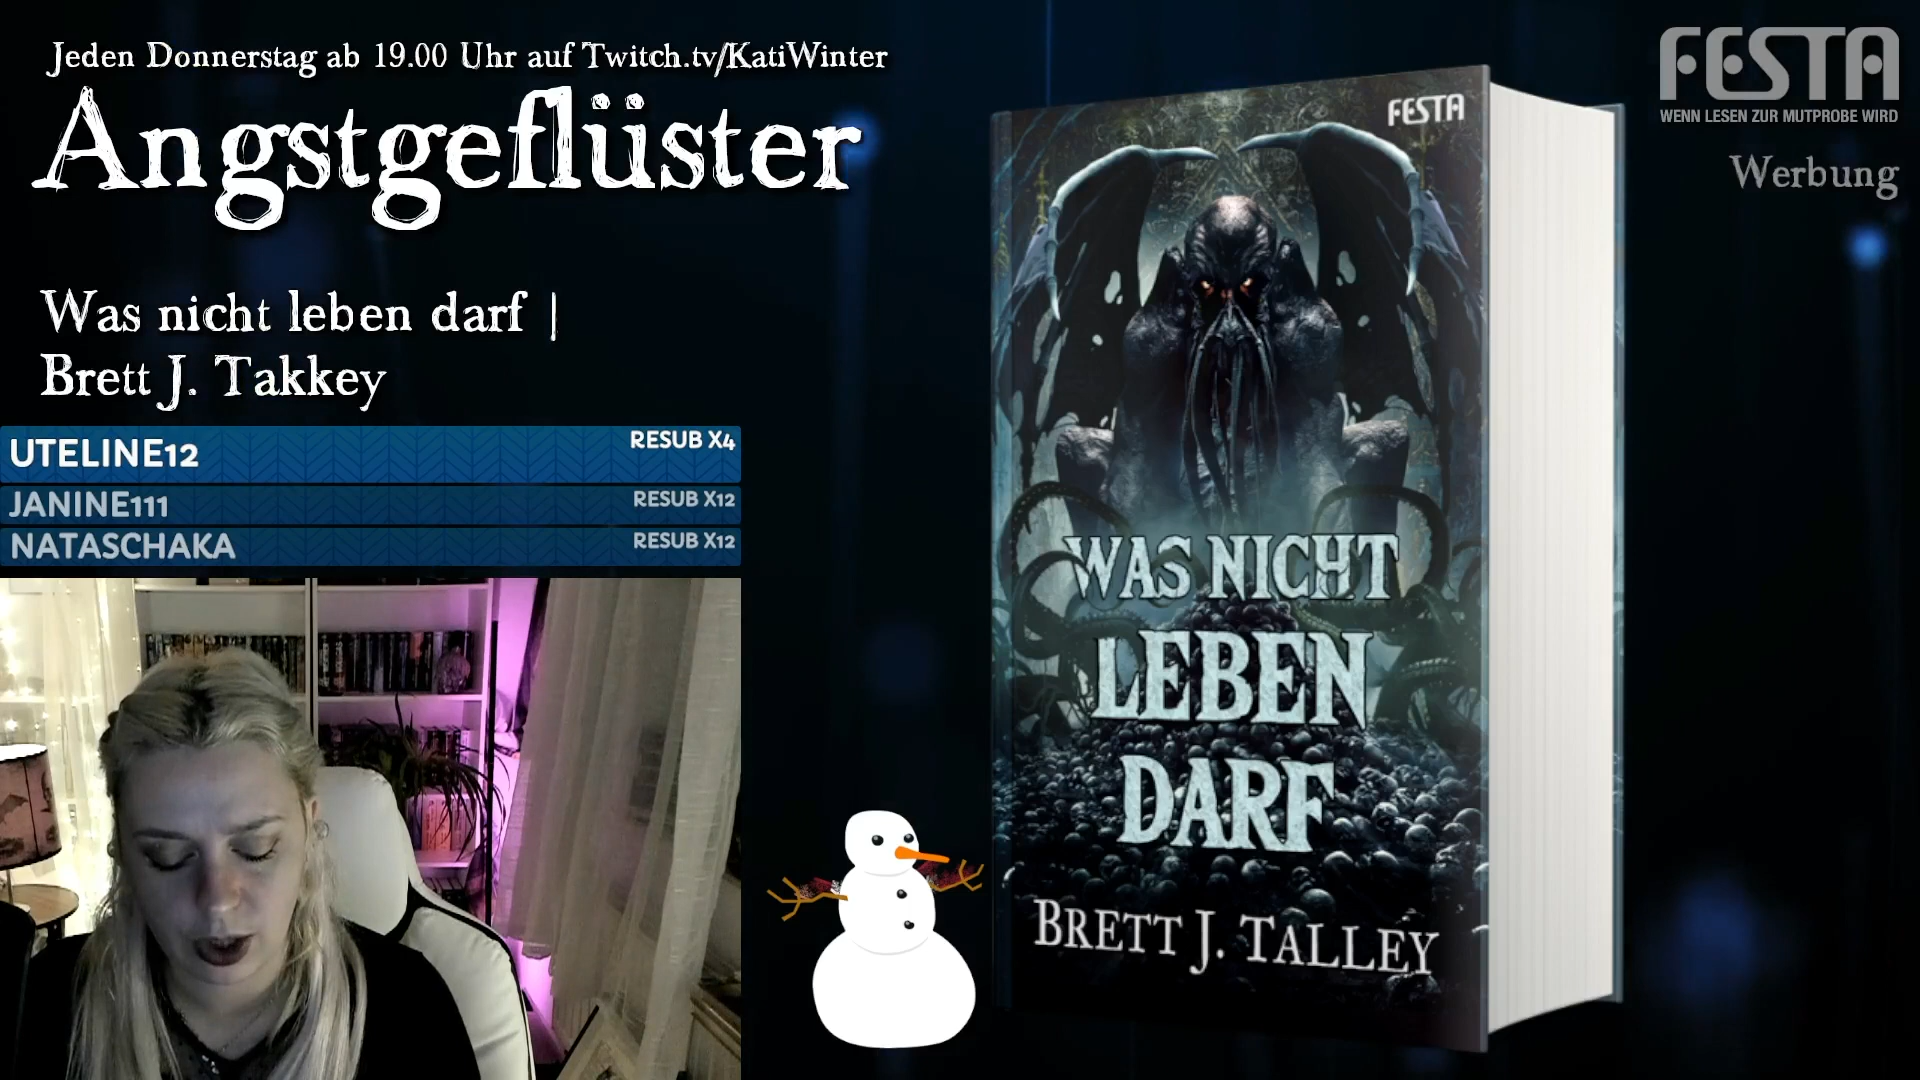 Jeden Donnerstag ab 19.00 Uhr auf Twitch.tv/KatiWinter
Angstgeflüster
Was nicht leben darf |
Brett J. Takkey
UTELINE12 RESUB X4
JANINE111 RESUB X12
NATASCHAKA RESUB X12
FESTA
WAS NICHT
LEBEN
DARF
BRETT J. TALLEY
FESTA
WENN LESEN ZUR MUTPROBE WIRD
Werbung